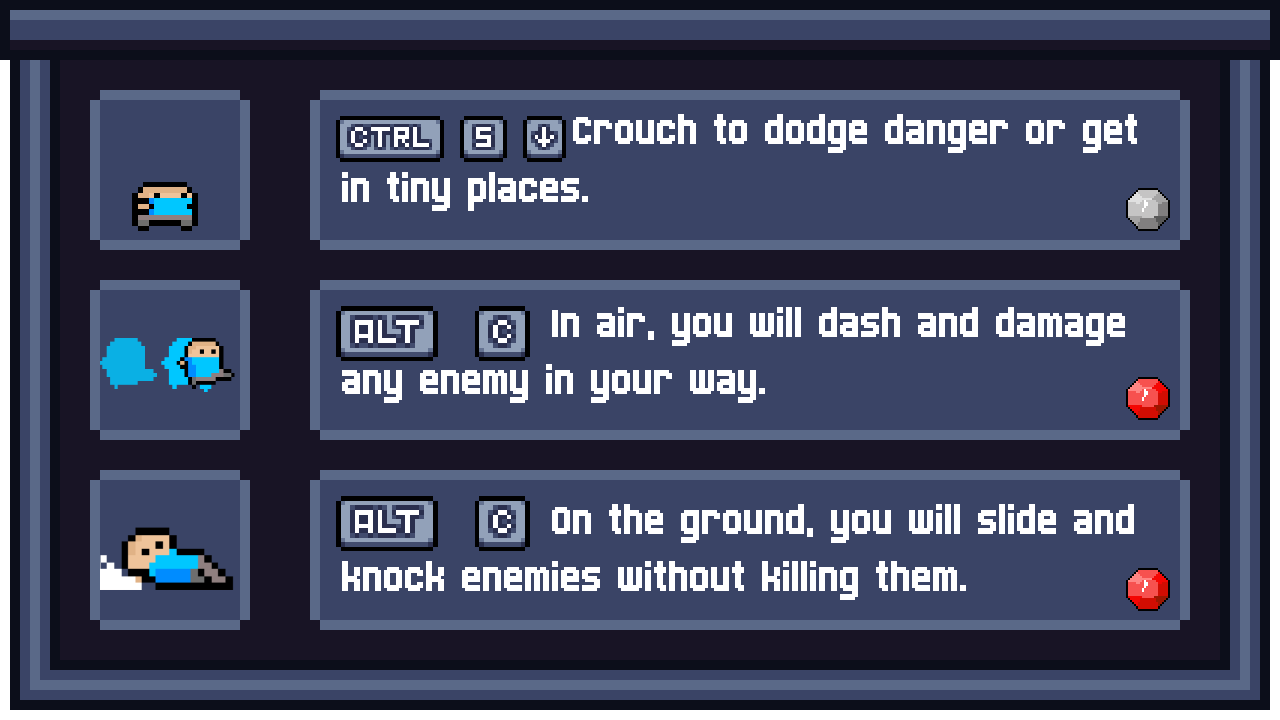 CTRL S ↓ Crouch to dodge danger or get
in tiny places.
ALT C In air, you will dash and damage
any enemy in your way.
ALT C On the ground, you will slide and
knock enemies without killing them.